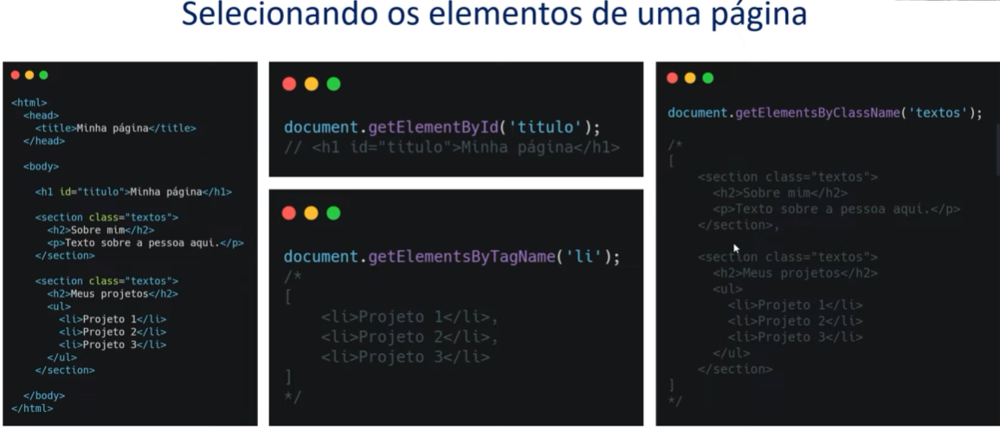 Selecionando os elementos de uma página
<html>
<head>
<title>Minha página</title>
</head>
<body>
<h1 id="titulo">Minha página</h1>
<section class="textos">
<h2>Sobre mim</h2>
<p>Texto sobre a pessoa aqui.</p>
</section>
<section class="textos">
<h2>Meus projetos</h2>
<ul>
<li>Projeto 1</li>
<li>Projeto 2</li>
<li>Projeto 3</li>
</ul>
</section>
</body>
</html>
document.getElementById('titulo');
// <h1 id="titulo">Minha página</h1>
document.getElementsByTagName('li');
/*
[
<li>Projeto 1</li>,
<li>Projeto 2</li>,
<li>Projeto 3</li>
]
*/
document.getElementsByClassName('textos');
/*
[
<section class="textos">
<h2>Sobre mim</h2>
<p>Texto sobre a pessoa aqui.</p>
</section>,
<section class="textos">
<h2>Meus projetos</h2>
<ul>
<li>Projeto 1</li>
<li>Projeto 2</li>
<li>Projeto 3</li>
</ul>
</section>
]
*/